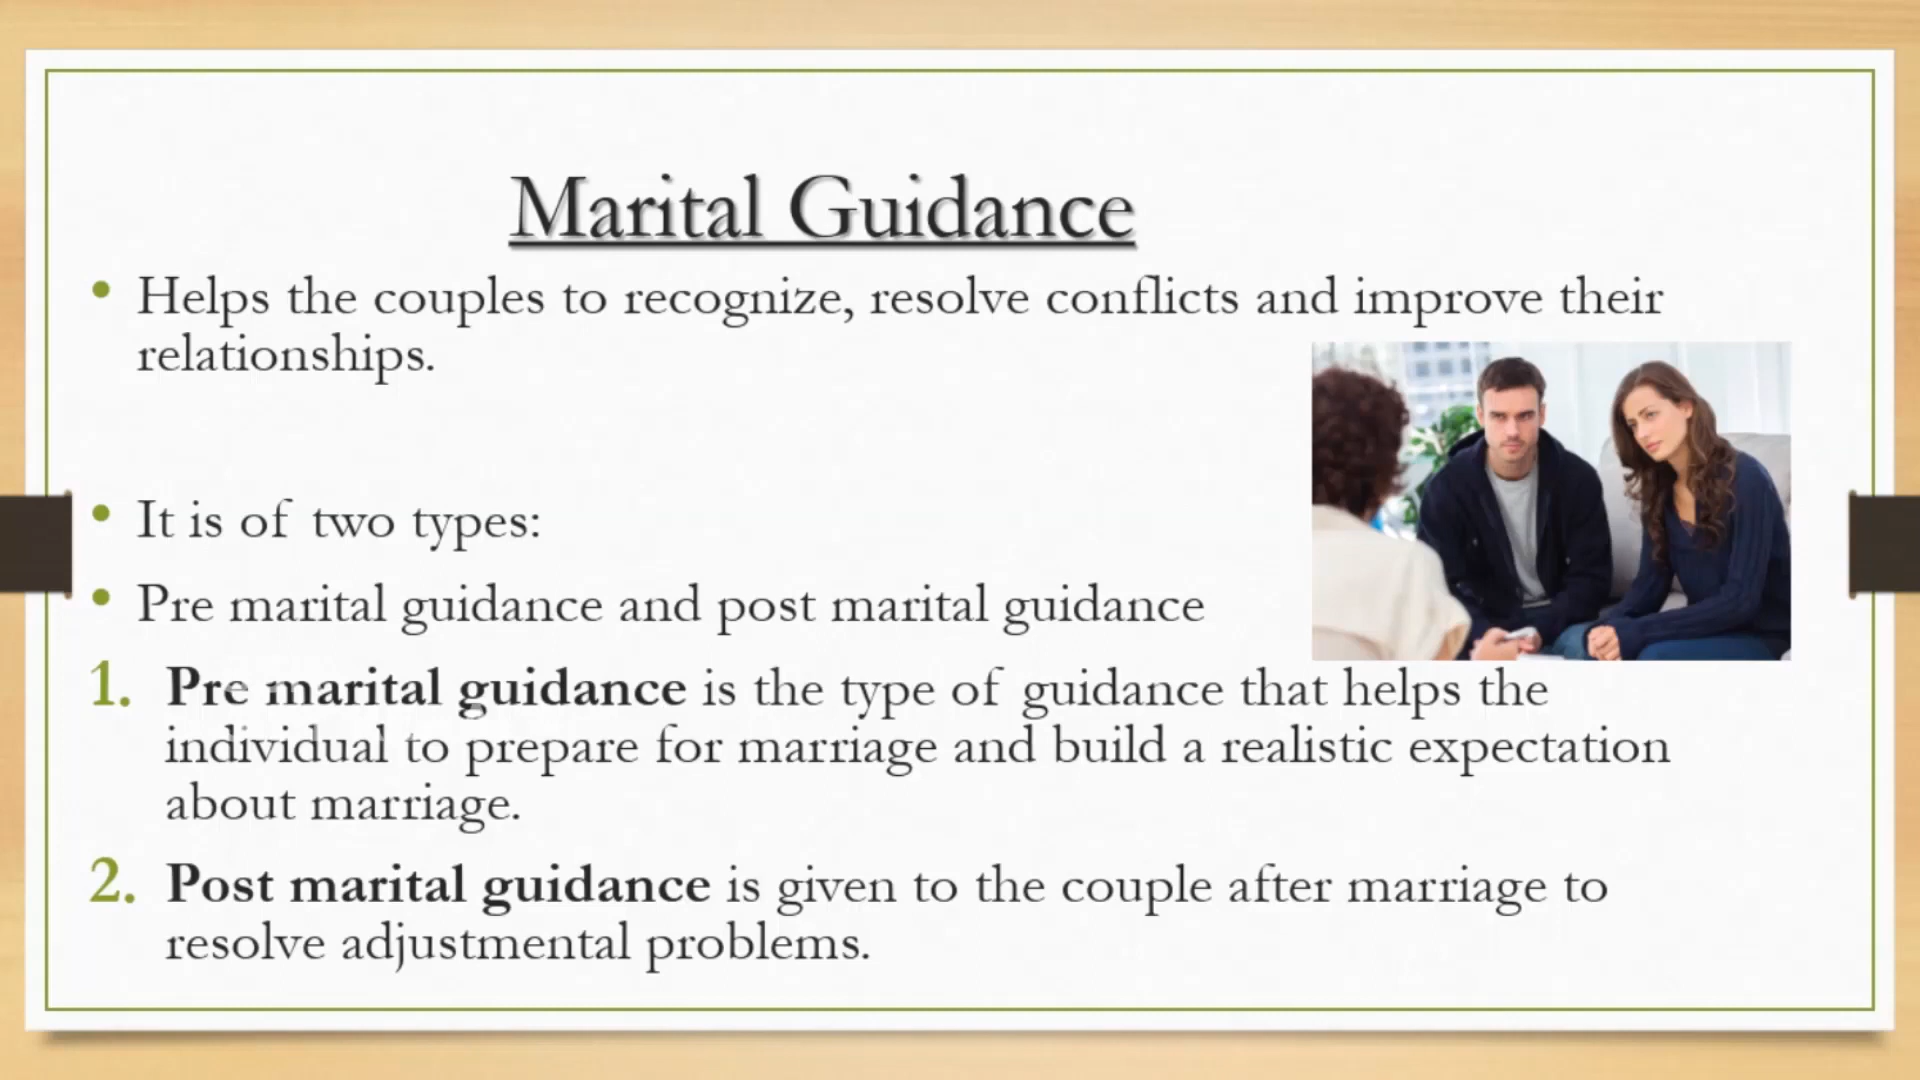 Marital Guidance
• Helps the couples to recognize, resolve conflicts and improve their
relationships.
• It is of two types:
• Pre marital guidance and post marital guidance
1. Pre marital guidance is the type of guidance that helps the
individual to prepare for marriage and build a realistic expectation
about marriage.
2. Post marital guidance is given to the couple after marriage to
resolve adjustmental problems.